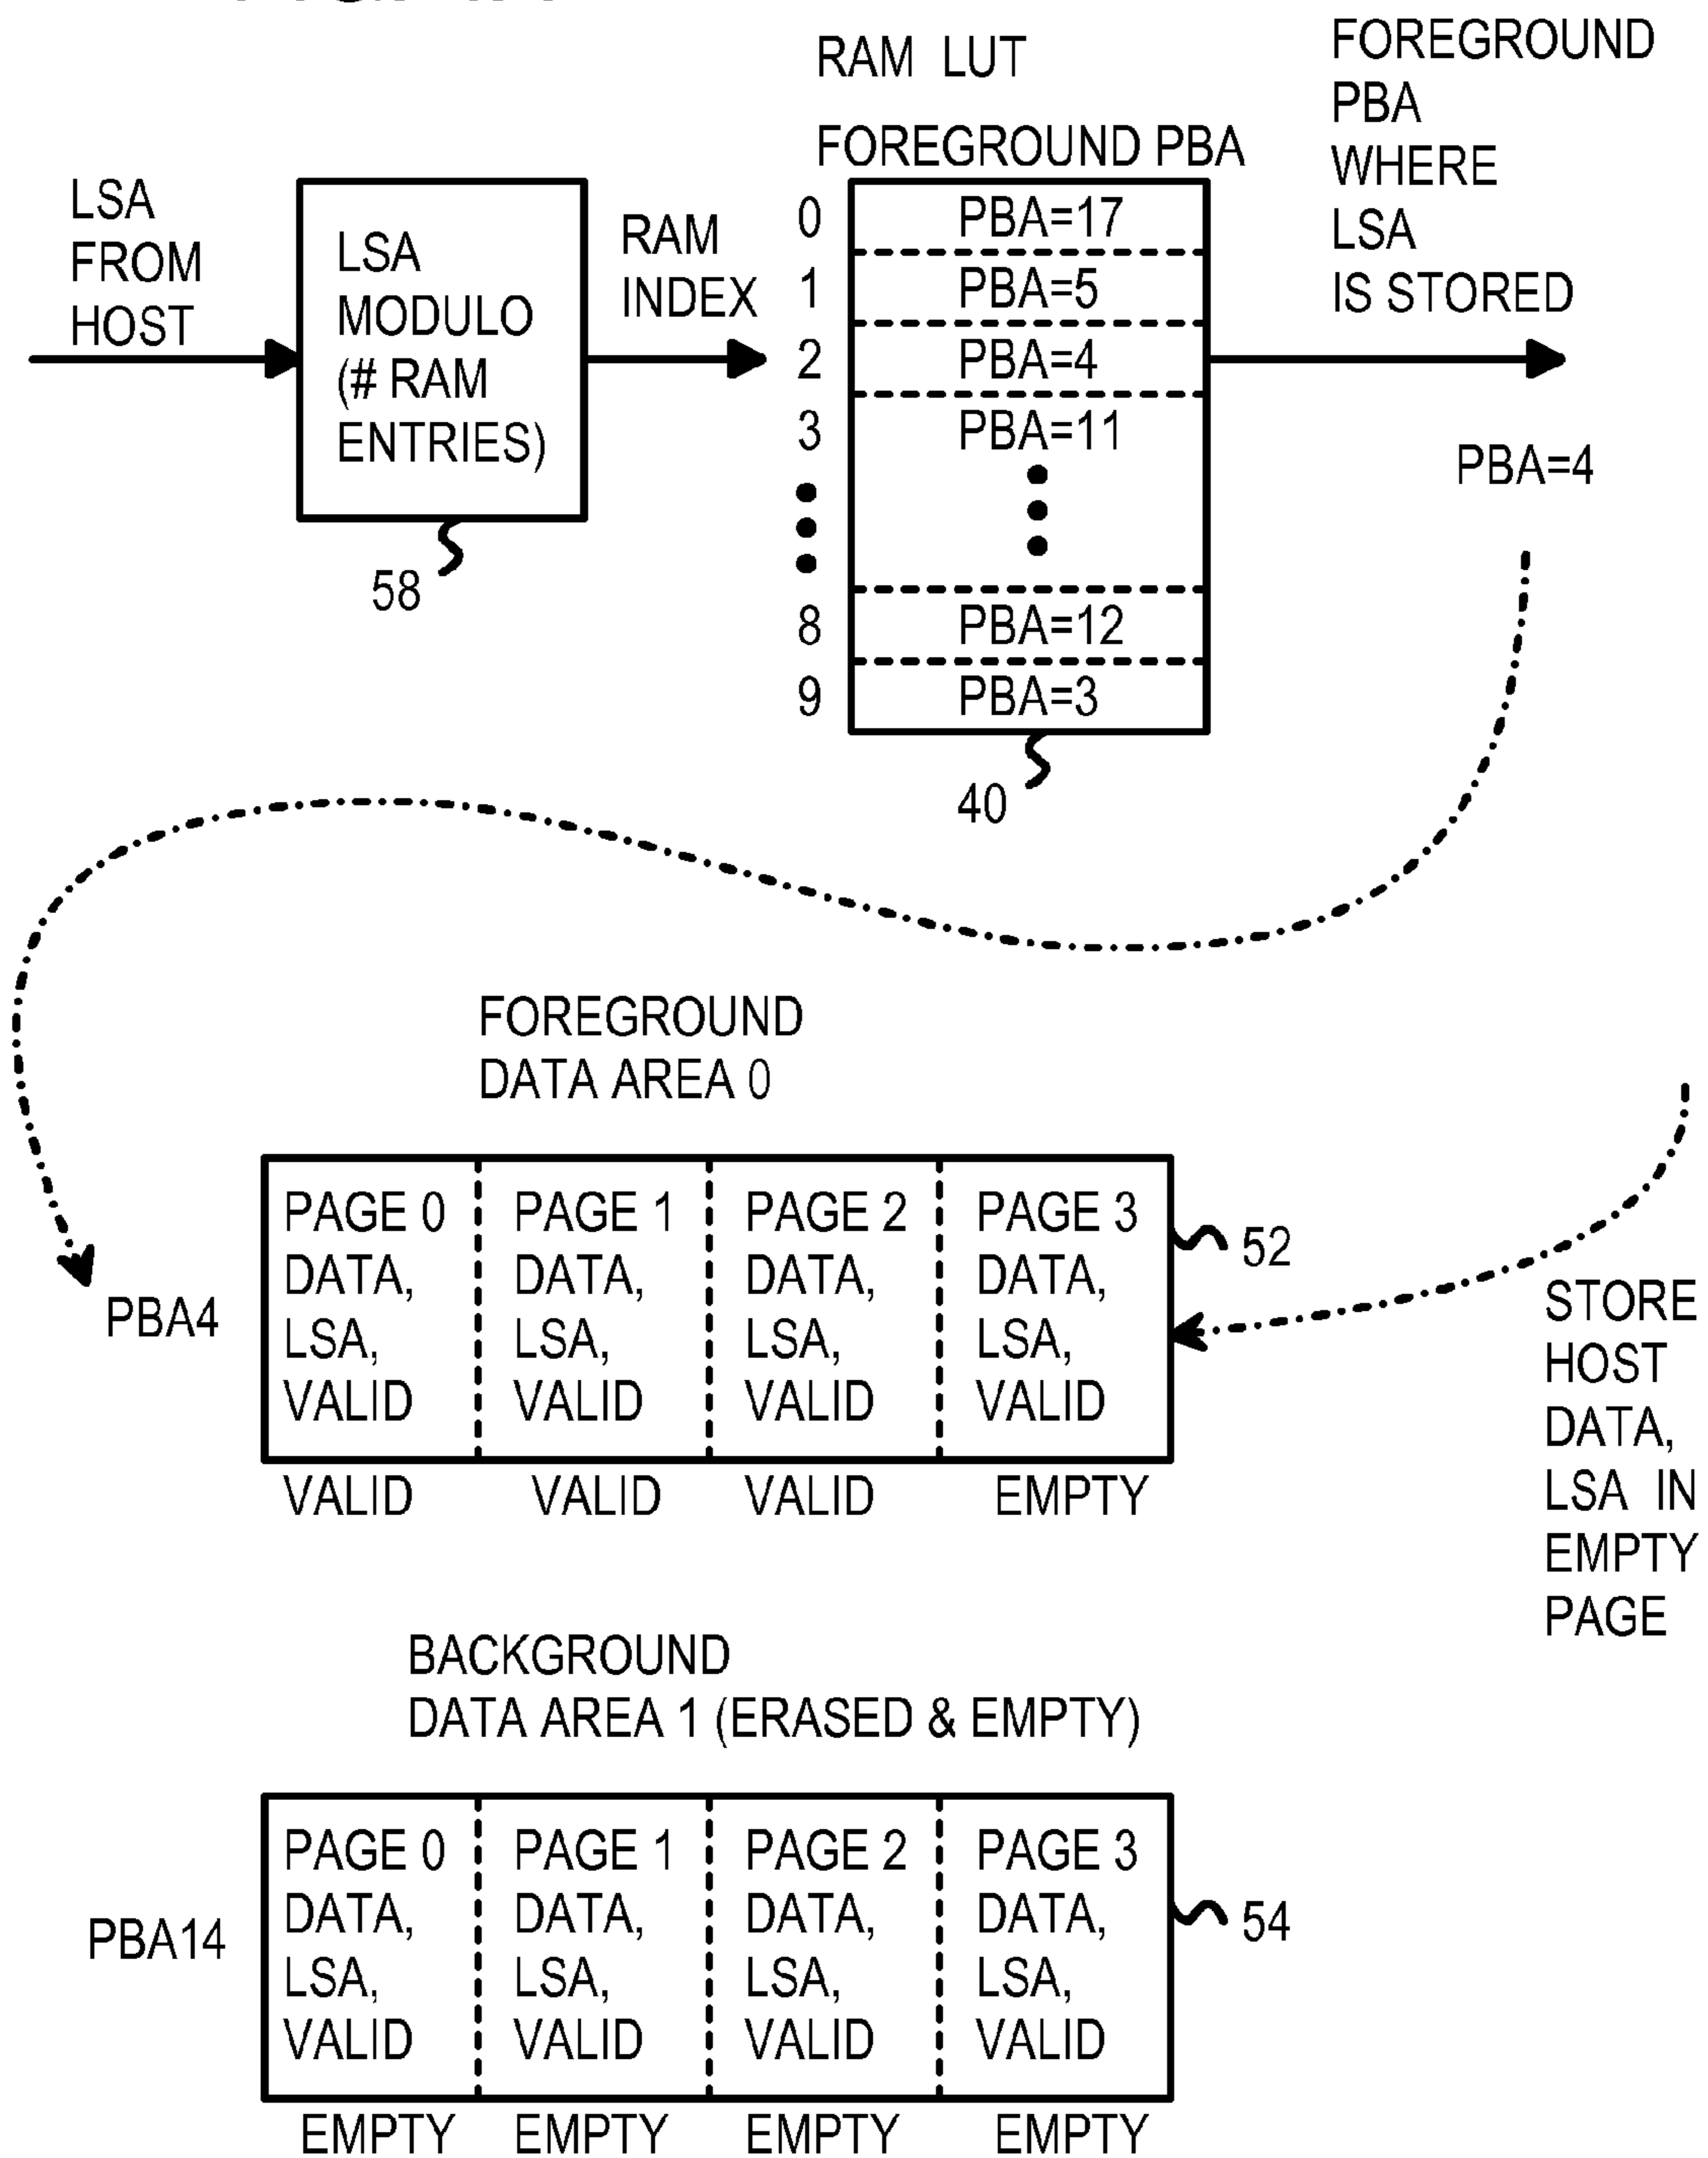 RAM LUT
FOREGROUND PBA
FOREGROUND
PBA
WHERE
LSA
IS STORED
LSA
FROM
HOST
LSA
MODULO
(# RAM
ENTRIES)
58
RAM
INDEX
0 PBA=17
1 PBA=5
2 PBA=4
3 PBA=11
8 PBA=12
9 PBA=3
40
PBA=4
FOREGROUND
DATA AREA 0
PBA4
PAGE 0 PAGE 1 PAGE 2 PAGE 3
DATA, DATA, DATA, DATA,
LSA, LSA, LSA, LSA,
VALID VALID VALID VALID
52
VALID VALID VALID EMPTY
STORE
HOST
DATA,
LSA IN
EMPTY
PAGE
BACKGROUND
DATA AREA 1 (ERASED & EMPTY)
PBA14
PAGE 0 PAGE 1 PAGE 2 PAGE 3
DATA, DATA, DATA, DATA,
LSA, LSA, LSA, LSA,
VALID VALID VALID VALID
54
EMPTY EMPTY EMPTY EMPTY